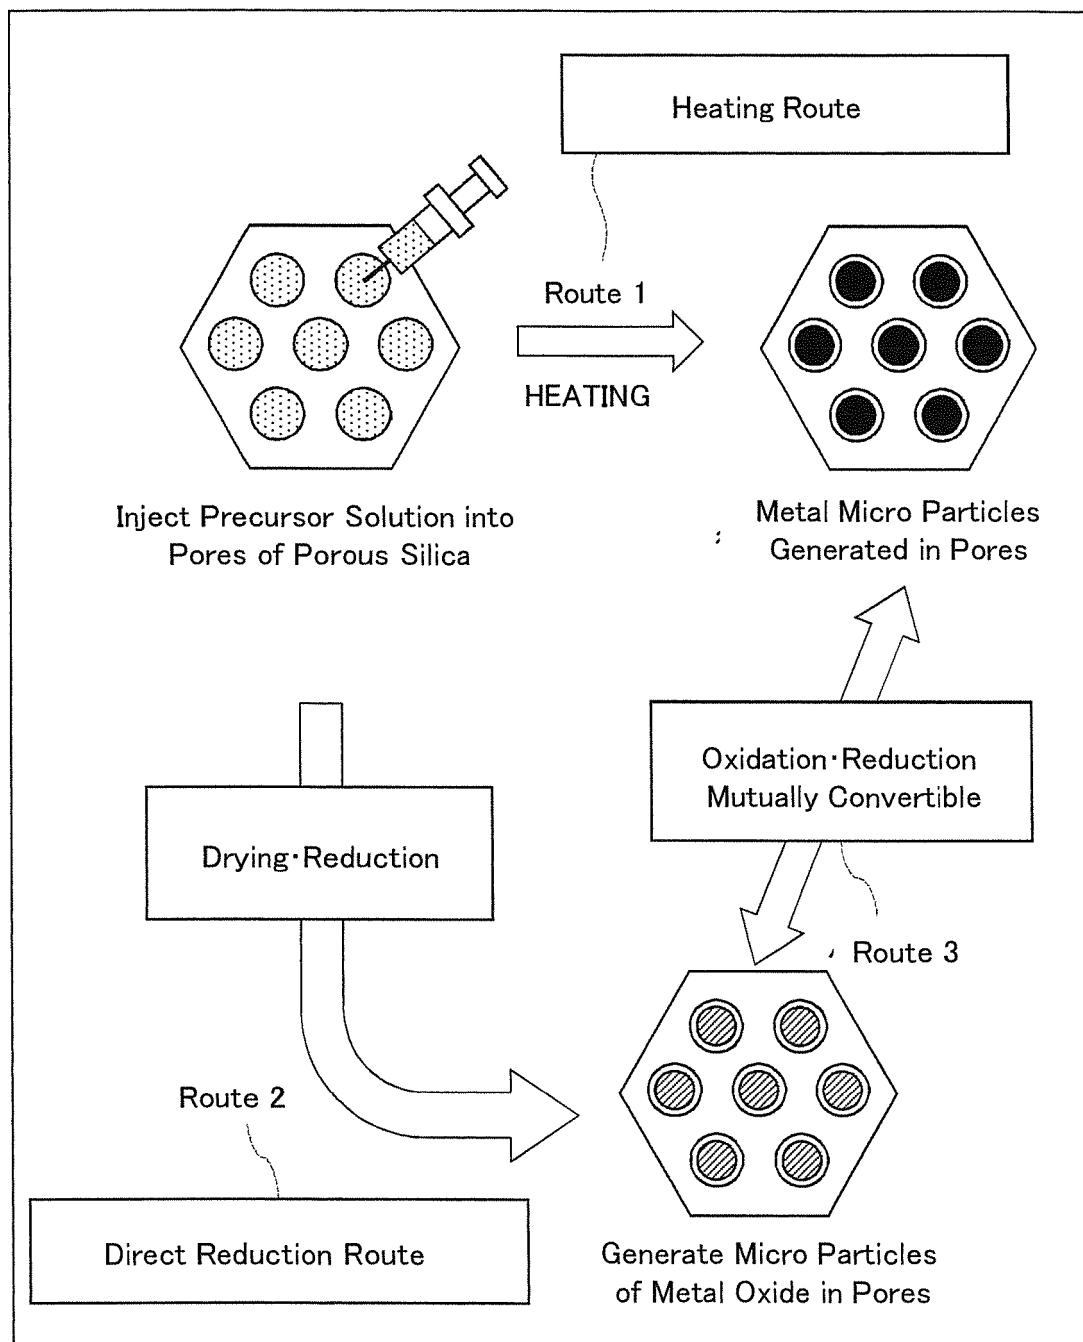 Heating Route
Route 1
HEATING
Inject Precursor Solution into
Pores of Porous Silica
Metal Micro Particles
Generated in Pores
Oxidation·Reduction
Mutually Convertible
Drying·Reduction
Route 3
Route 2
Direct Reduction Route
Generate Micro Particles
of Metal Oxide in Pores